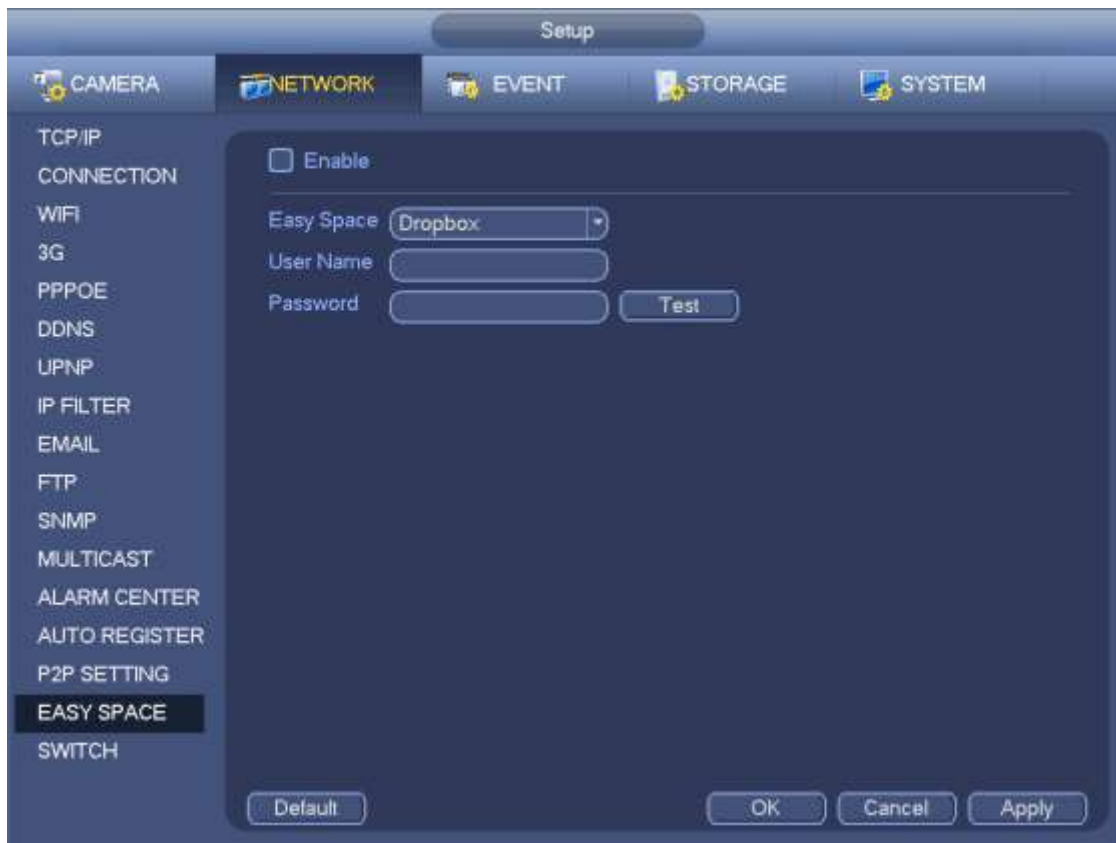 Setup
CAMERA NETWORK EVENT STORAGE SYSTEM
TCP/IP
CONNECTION
WIFI
3G
PPPOE
DDNS
UPNP
IP FILTER
EMAIL
FTP
SNMP
MULTICAST
ALARM CENTER
AUTO REGISTER
P2P SETTING
EASY SPACE
SWITCH
Enable
Easy Space Dropbox
User Name
Password Test
Default OK Cancel Apply